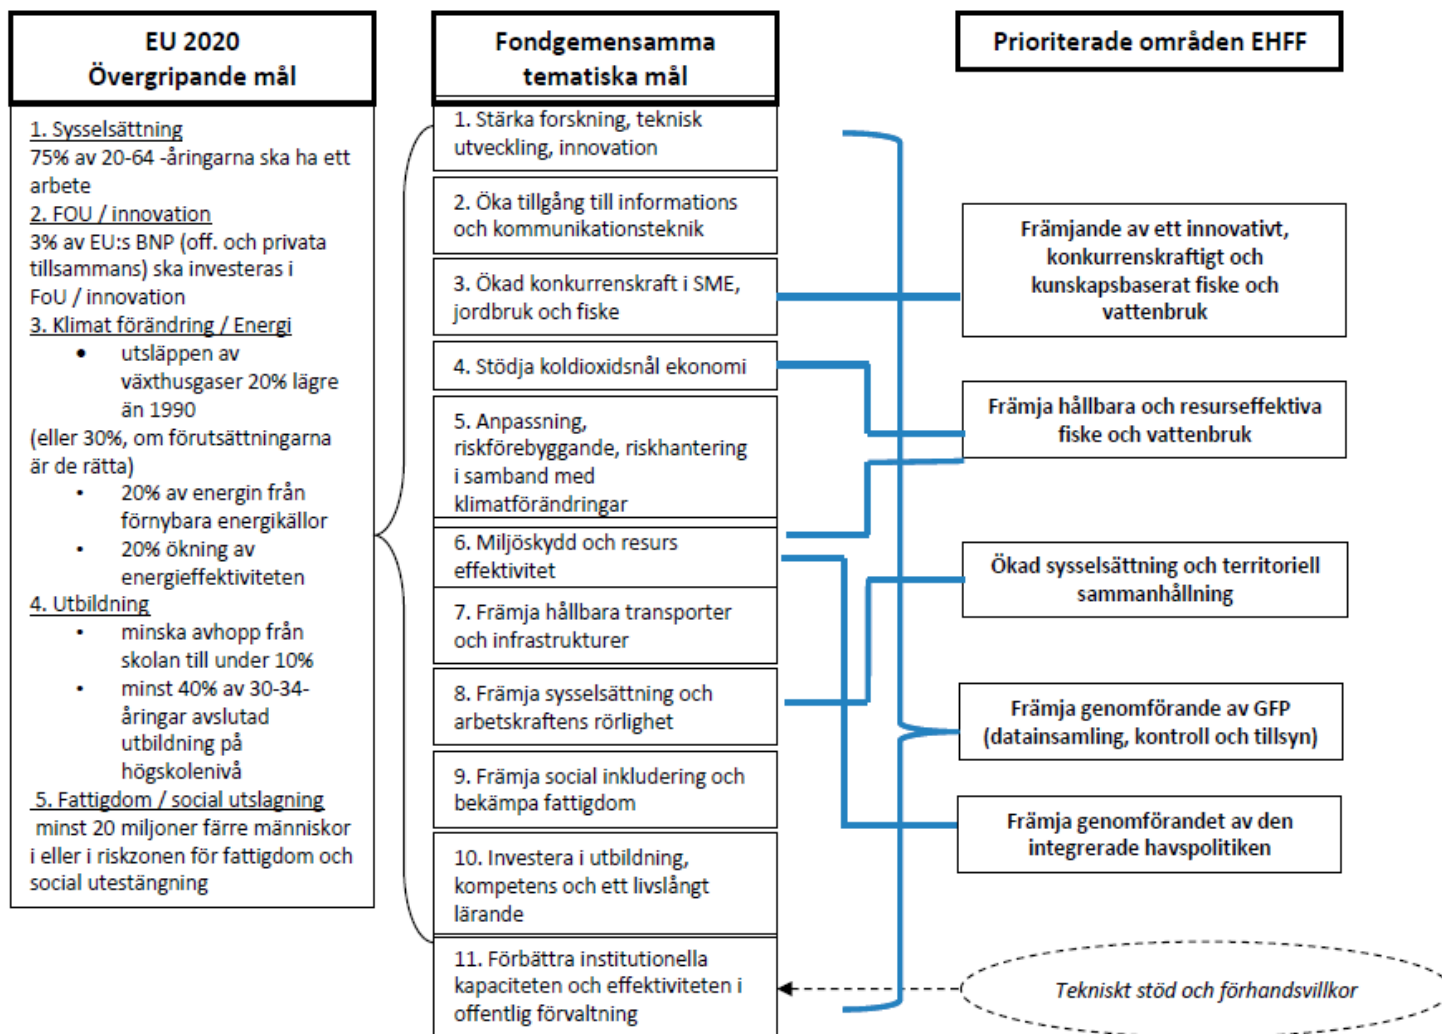 EU 2020
Övergripande mål
1. Sysselsättning
75% av 20-64 -åringarna ska ha ett
arbete
2. FOU / innovation
3% av EU:s BNP (off. och privata
tillsammans) ska investeras i
FoU / innovation
3. Klimat förändring / Energi
• utsläppen av
växthusgaser 20% lägre
än 1990
(eller 30%, om förutsättningarna
är de rätta)
• 20% av energin från
förnybara energikällor
• 20% ökning av
energieffektiviteten
4. Utbildning
• minska avhopp från
skolan till under 10%
• minst 40% av 30-34-
åringar avslutad
utbildning på
högskolenivå
5. Fattigdom / social utslagning
minst 20 miljoner färre människor
i eller i riskzonen för fattigdom och
social utestängning
Fondgemensamma
tematiska mål
1. Stärka forskning, teknisk
utveckling, innovation
2. Öka tillgång till informations
och kommunikationsteknik
3. Ökad konkurrenskraft i SME,
jordbruk och fiske
4. Stödja koldioxidsnål ekonomi
5. Anpassning,
riskförebyggande, riskhantering
i samband med
klimatförändringar
6. Miljöskydd och resurs
effektivitet
7. Främja hållbara transporter
och infrastrukturer
8. Främja sysselsättning och
arbetskraftens rörlighet
9. Främja social inkludering och
bekämpa fattigdom
10. Investera i utbildning,
kompetens och ett livslångt
lärande
11. Förbättra institutionella
kapaciteten och effektiviteten i
offentlig förvaltning
Prioriterade områden EHFF
Främjande av ett innovativt,
konkurrenskraftigt och
kunskapsbaserat fiske och
vattenbruk
Främja hållbara och resurseffektiva
fiske och vattenbruk
Ökad sysselsättning och territoriell
sammanhållning
Främja genomförande av GFP
(datainsamling, kontroll och tillsyn)
Främja genomförandet av den
integrerade havspolitiken
Tekniskt stöd och förhandsvillkor